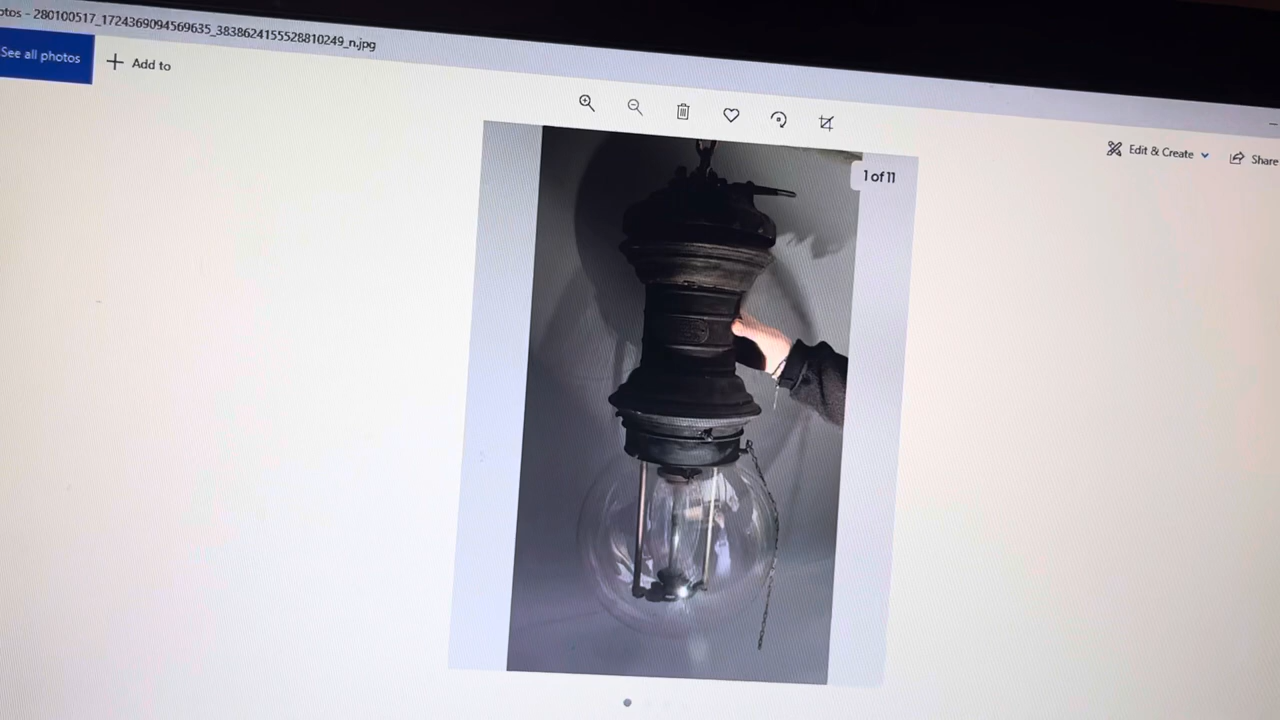 otos - 280100517_1724369094569635_3838624155528810249_n.jpg
See all photos
Add to
1 of 11
Edit & Create
Share